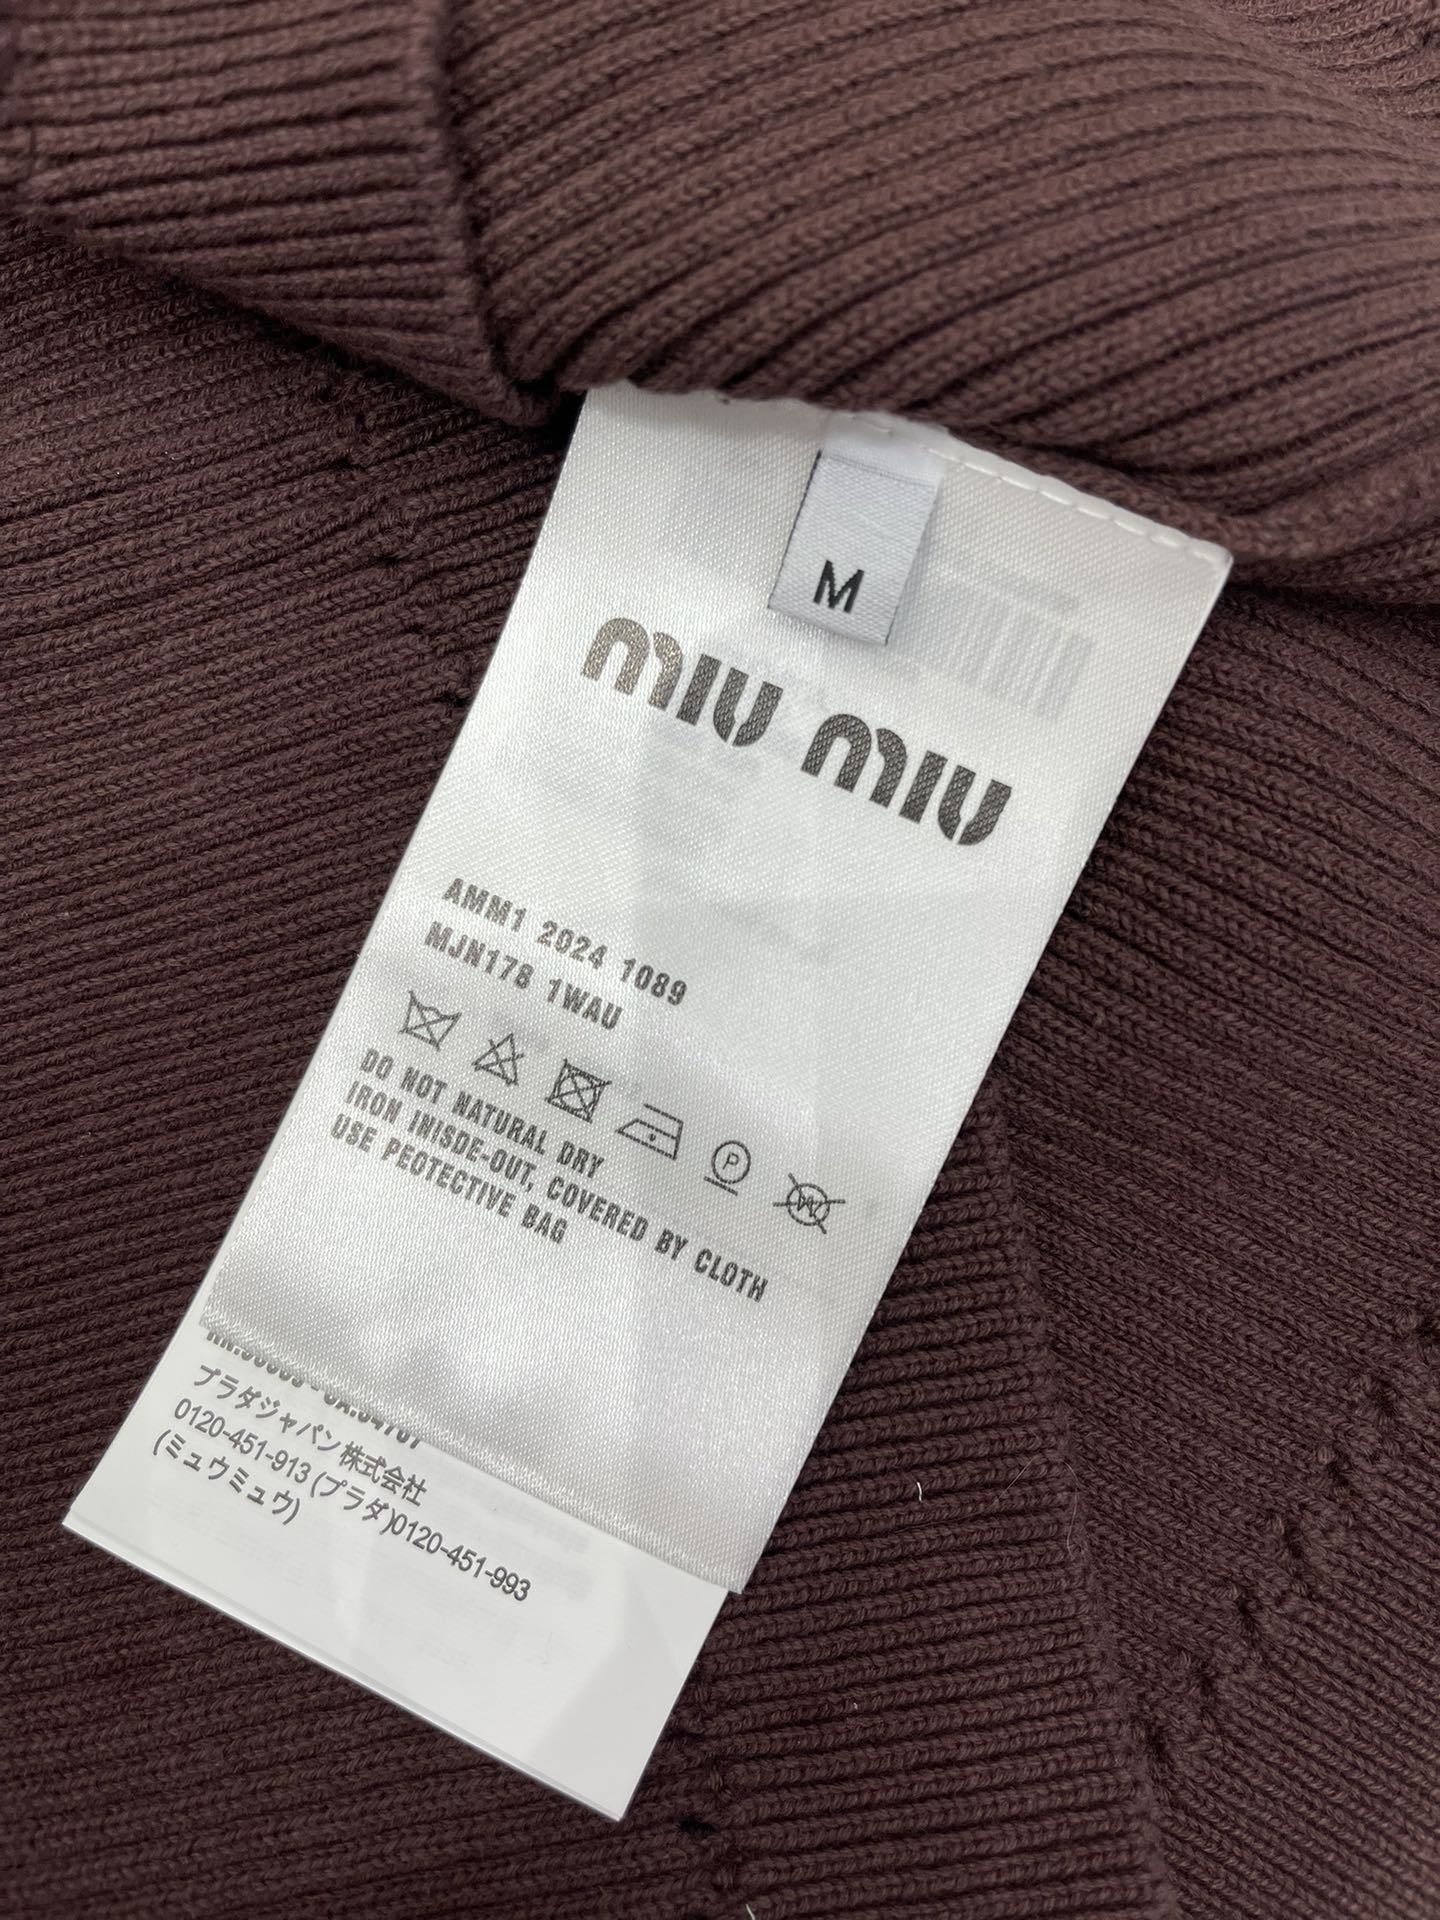 M
MIU MIU
AMM1 2024 1089
MJN178 1WAU
P
W
DO NOT NATURAL DRY
IRON INISDE-OUT, COVERED BY CLOTH
USE PEOTECTIVE BAG
プラダジャパン株式会社
0120-451-913 (プラダ)0120-451-993
(ミュウミュウ)